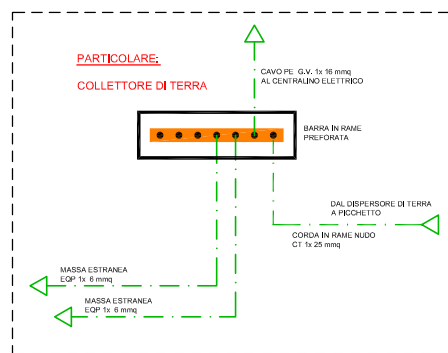 PARTICOLARE:
COLLETTORE DI TERRA
CAVO PE G.V. 1x 16 mmq
AL CENTRALINO ELETTRICO
BARRA IN RAME
PREFORATA
DAL DISPERSORE DI TERRA
A PICCHETTO
CORDA IN RAME NUDO
CT 1x 25 mmq
MASSA ESTRANEA
EQP 1x 6 mmq
MASSA ESTRANEA
EQP 1x 6 mmq